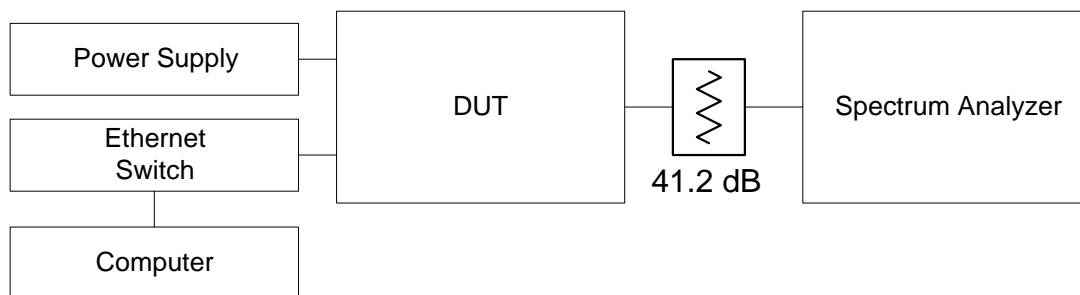 Power Supply
DUT
Spectrum Analyzer
Ethernet
Switch
41.2 dB
Computer